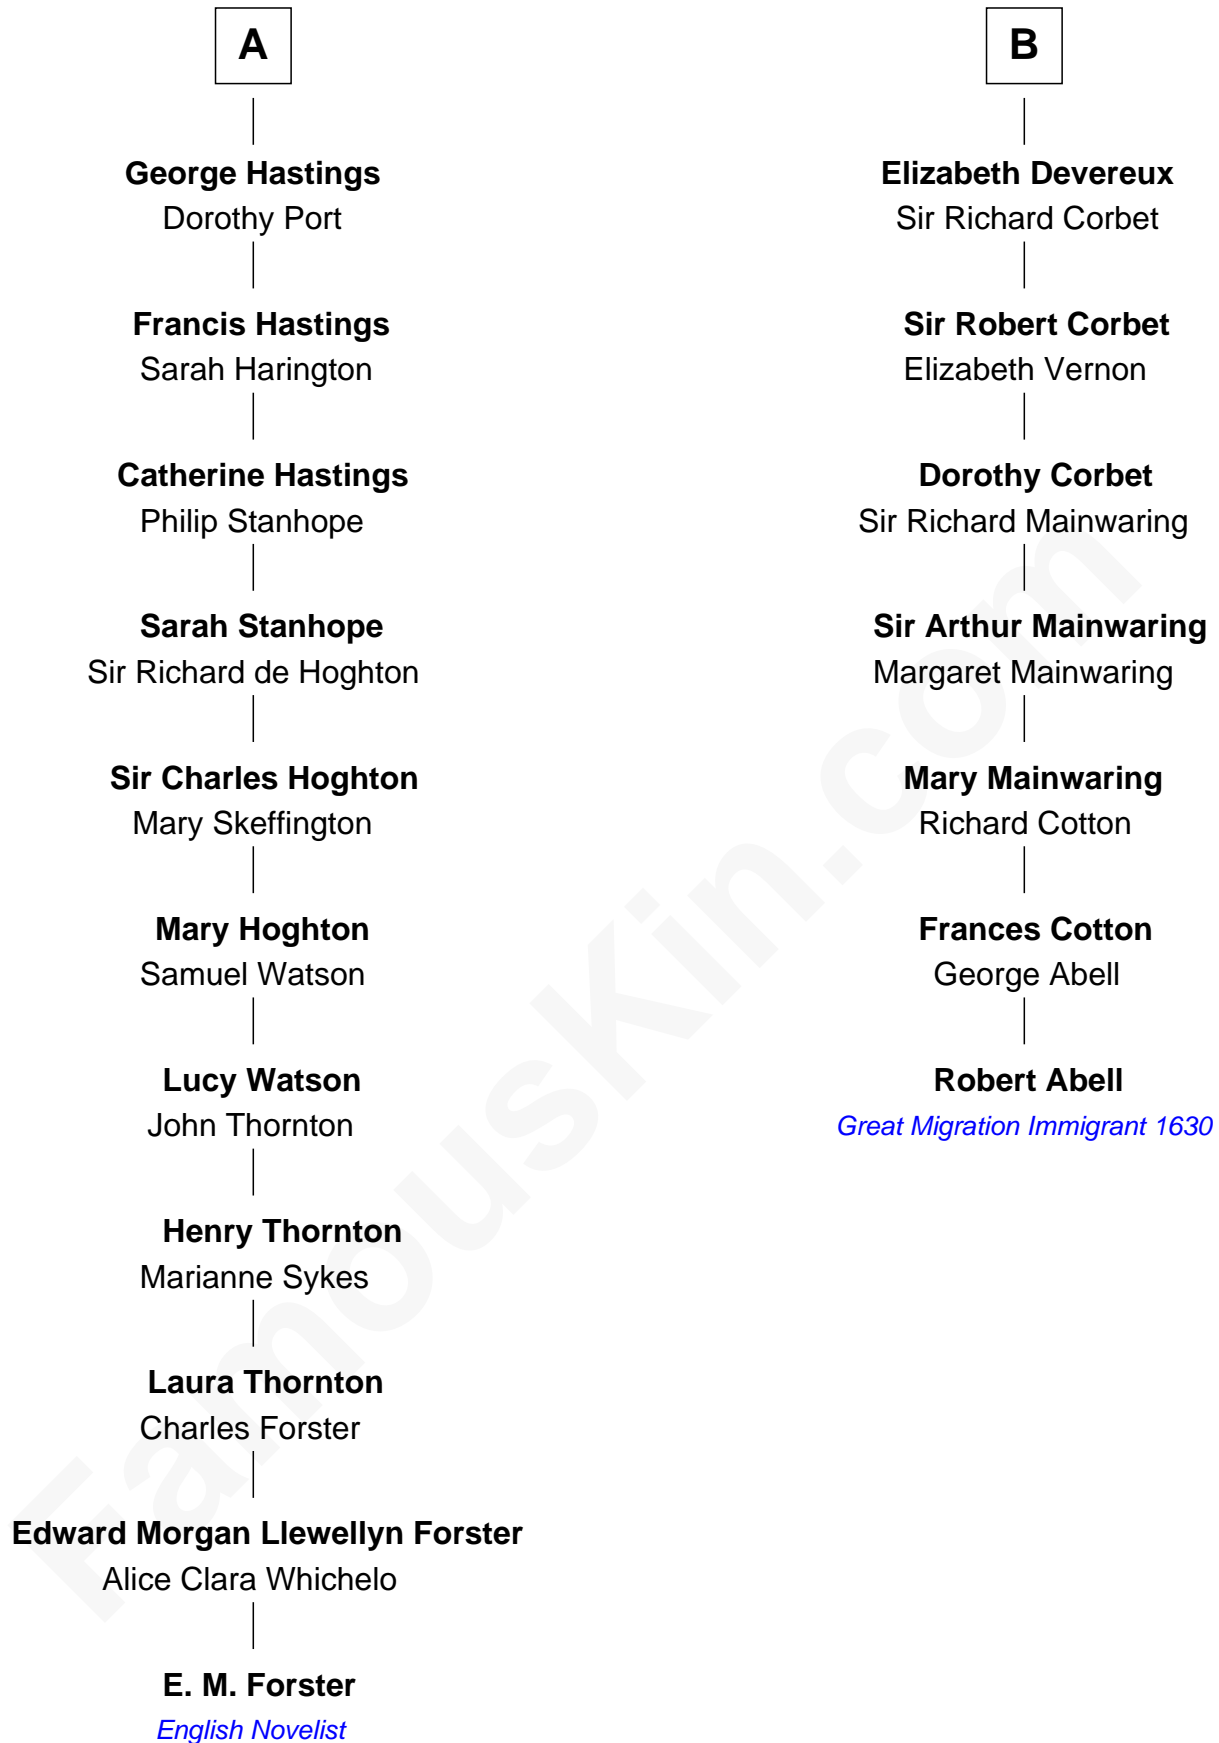 A
George Hastings
Dorothy Port
Francis Hastings
Sarah Harington
Catherine Hastings
Philip Stanhope
Sarah Stanhope
Sir Richard de Hoghton
Sir Charles Hoghton
Mary Skeffington
Mary Hoghton
Samuel Watson
Lucy Watson
John Thornton
Henry Thornton
Marianne Sykes
Laura Thornton
Charles Forster
Edward Morgan Llewellyn Forster
Alice Clara Whichelo
E. M. Forster
English Novelist
B
Elizabeth Devereux
Sir Richard Corbet
Sir Robert Corbet
Elizabeth Vernon
Dorothy Corbet
Sir Richard Mainwaring
Sir Arthur Mainwaring
Margaret Mainwaring
Mary Mainwaring
Richard Cotton
Frances Cotton
George Abell
Robert Abell
Great Migration Immigrant 1630
FamousKin.com